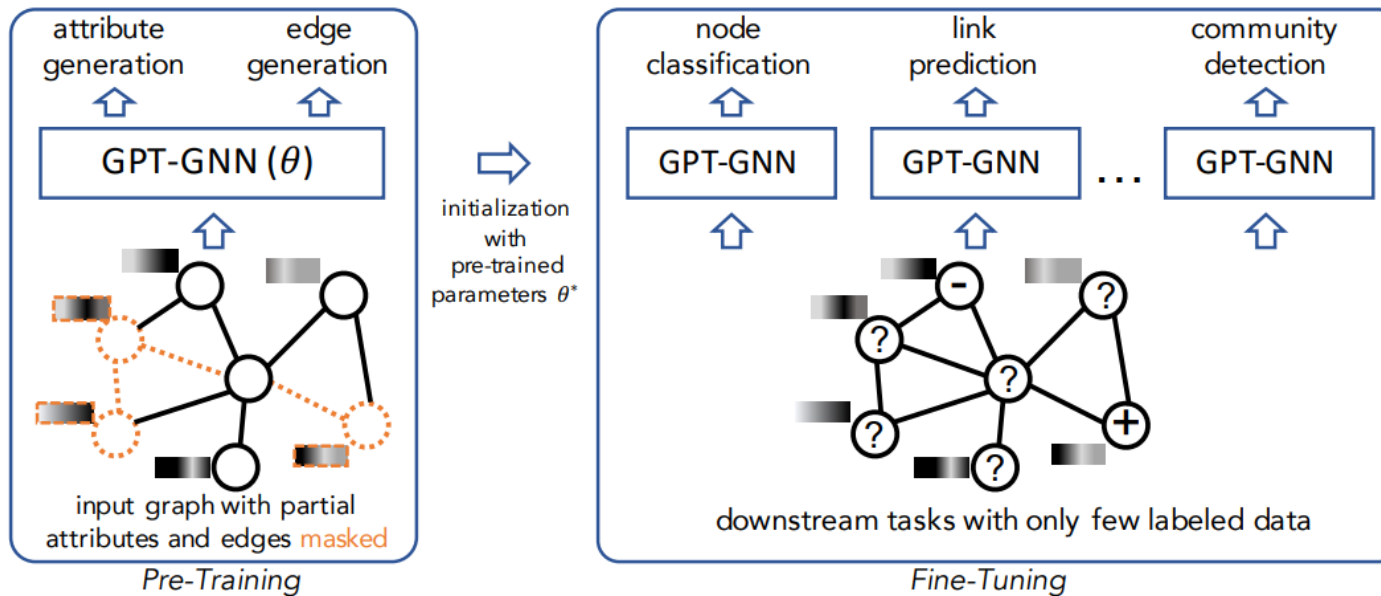 attribute
generation
edge
generation
GPT-GNN (θ)
input graph with partial
attributes and edges masked
Pre-Training
initialization
with
pre-trained
parameters θ*
node
classification
link
prediction
community
detection
GPT-GNN
GPT-GNN
...
GPT-GNN
-
?
?
?
?
+
?
downstream tasks with only few labeled data
Fine-Tuning